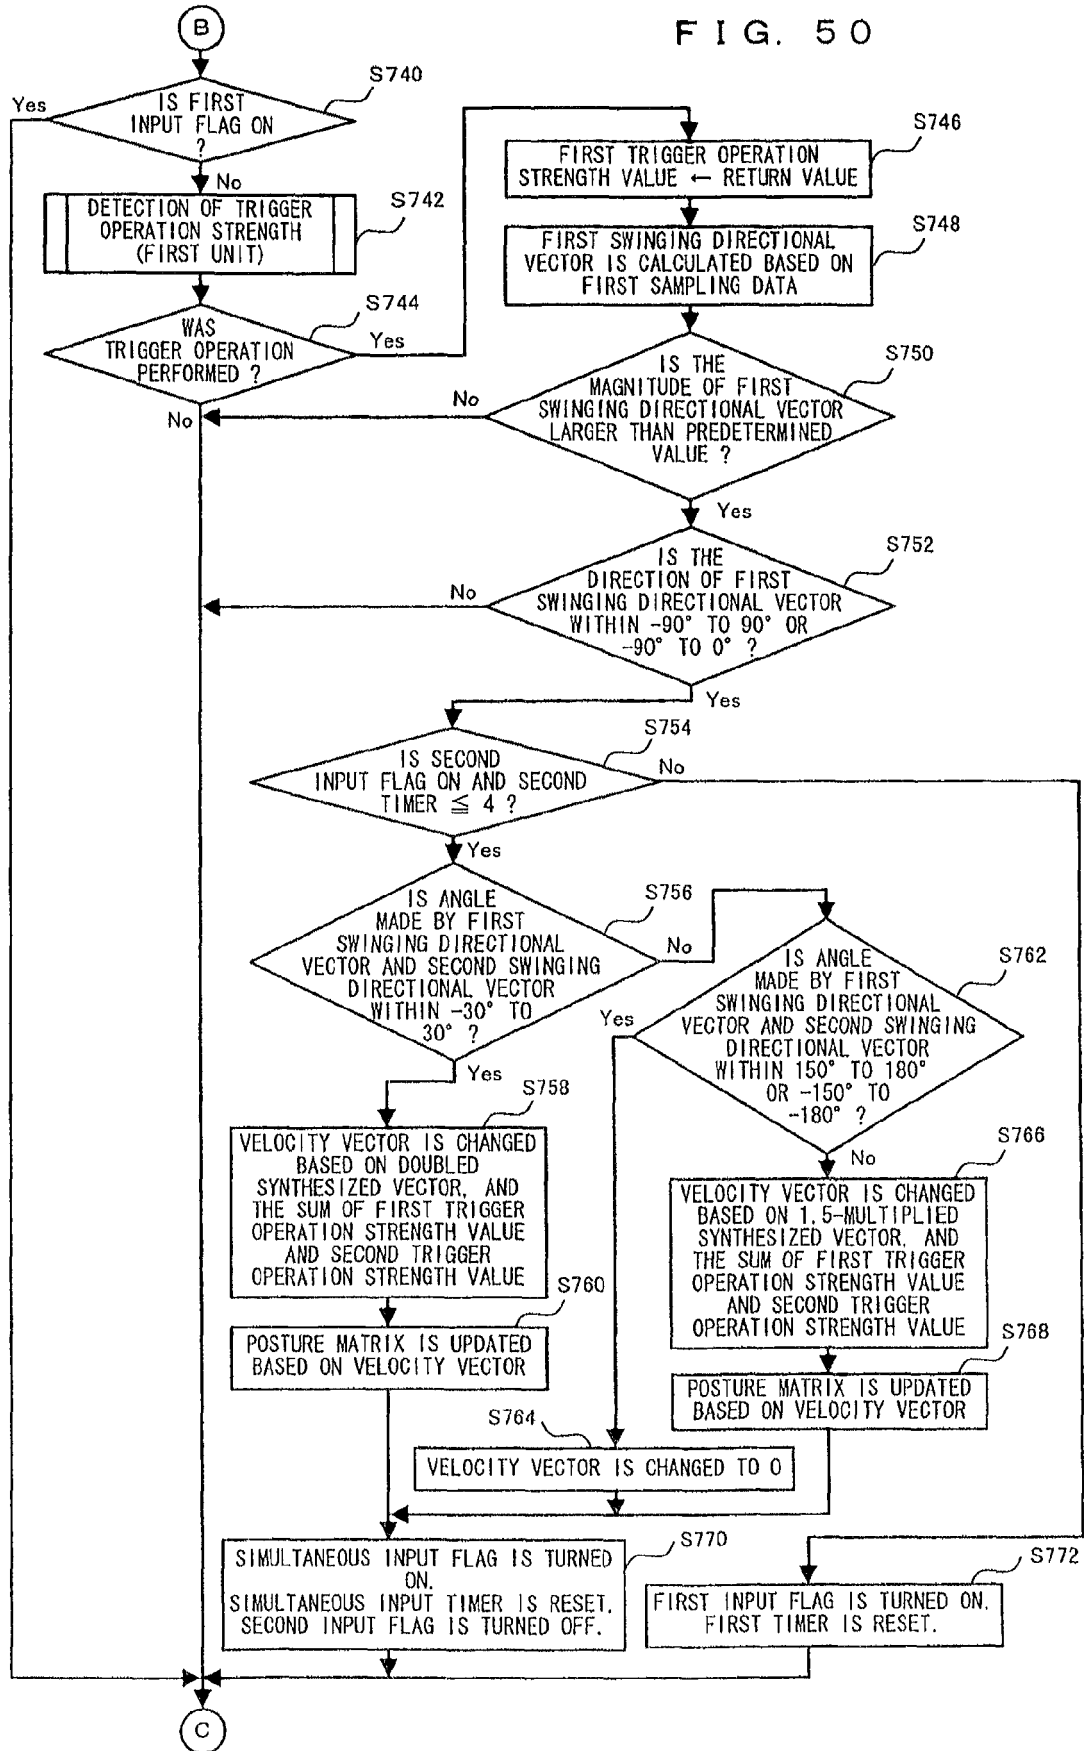 FIG. 50
B
S740
Yes
IS FIRST
INPUT FLAG ON
?
No
S742
DETECTION OF TRIGGER
OPERATION STRENGTH
(FIRST UNIT)
S744
WAS
TRIGGER OPERATION
PERFORMED ?
Yes
No
S746
FIRST TRIGGER OPERATION
STRENGTH VALUE ← RETURN VALUE
S748
FIRST SWINGING DIRECTIONAL
VECTOR IS CALCULATED BASED ON
FIRST SAMPLING DATA
S750
IS THE
MAGNITUDE OF FIRST
SWINGING DIRECTIONAL VECTOR
LARGER THAN PREDETERMINED
VALUE ?
No
Yes
S752
IS THE
DIRECTION OF FIRST
SWINGING DIRECTIONAL VECTOR
WITHIN -90° TO 90° OR
-90° TO 0° ?
No
Yes
S754
IS SECOND
INPUT FLAG ON AND SECOND
TIMER ≦ 4 ?
No
Yes
S756
IS ANGLE
MADE BY FIRST
SWINGING DIRECTIONAL
VECTOR AND SECOND SWINGING
DIRECTIONAL VECTOR
WITHIN -30° TO
30° ?
No
Yes
S762
IS ANGLE
MADE BY FIRST
SWINGING DIRECTIONAL
VECTOR AND SECOND SWINGING
DIRECTIONAL VECTOR
WITHIN 150° TO 180°
OR -150° TO
-180° ?
Yes
No
S758
VELOCITY VECTOR IS CHANGED
BASED ON DOUBLED
SYNTHESIZED VECTOR, AND
THE SUM OF FIRST TRIGGER
OPERATION STRENGTH VALUE
AND SECOND TRIGGER
OPERATION STRENGTH VALUE
S760
POSTURE MATRIX IS UPDATED
BASED ON VELOCITY VECTOR
S766
VELOCITY VECTOR IS CHANGED
BASED ON 1.5-MULTIPLIED
SYNTHESIZED VECTOR, AND
THE SUM OF FIRST TRIGGER
OPERATION STRENGTH VALUE
AND SECOND TRIGGER
OPERATION STRENGTH VALUE
S768
POSTURE MATRIX IS UPDATED
BASED ON VELOCITY VECTOR
S764
VELOCITY VECTOR IS CHANGED TO 0
S770
SIMULTANEOUS INPUT FLAG IS TURNED
ON.
SIMULTANEOUS INPUT TIMER IS RESET.
SECOND INPUT FLAG IS TURNED OFF.
S772
FIRST INPUT FLAG IS TURNED ON.
FIRST TIMER IS RESET.
C